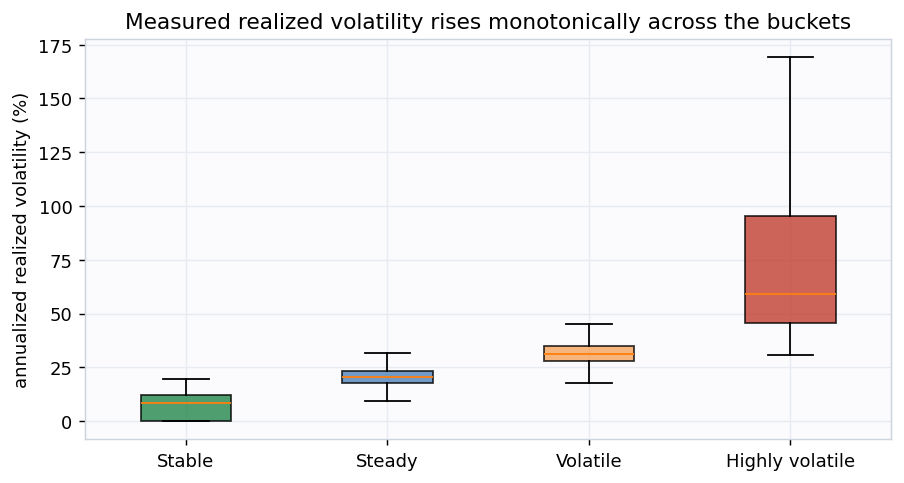 Measured realized volatility rises monotonically across the buckets
annualized realized volatility (%)
175
150
125
100
75
50
25
0
Stable
Steady
Volatile
Highly volatile